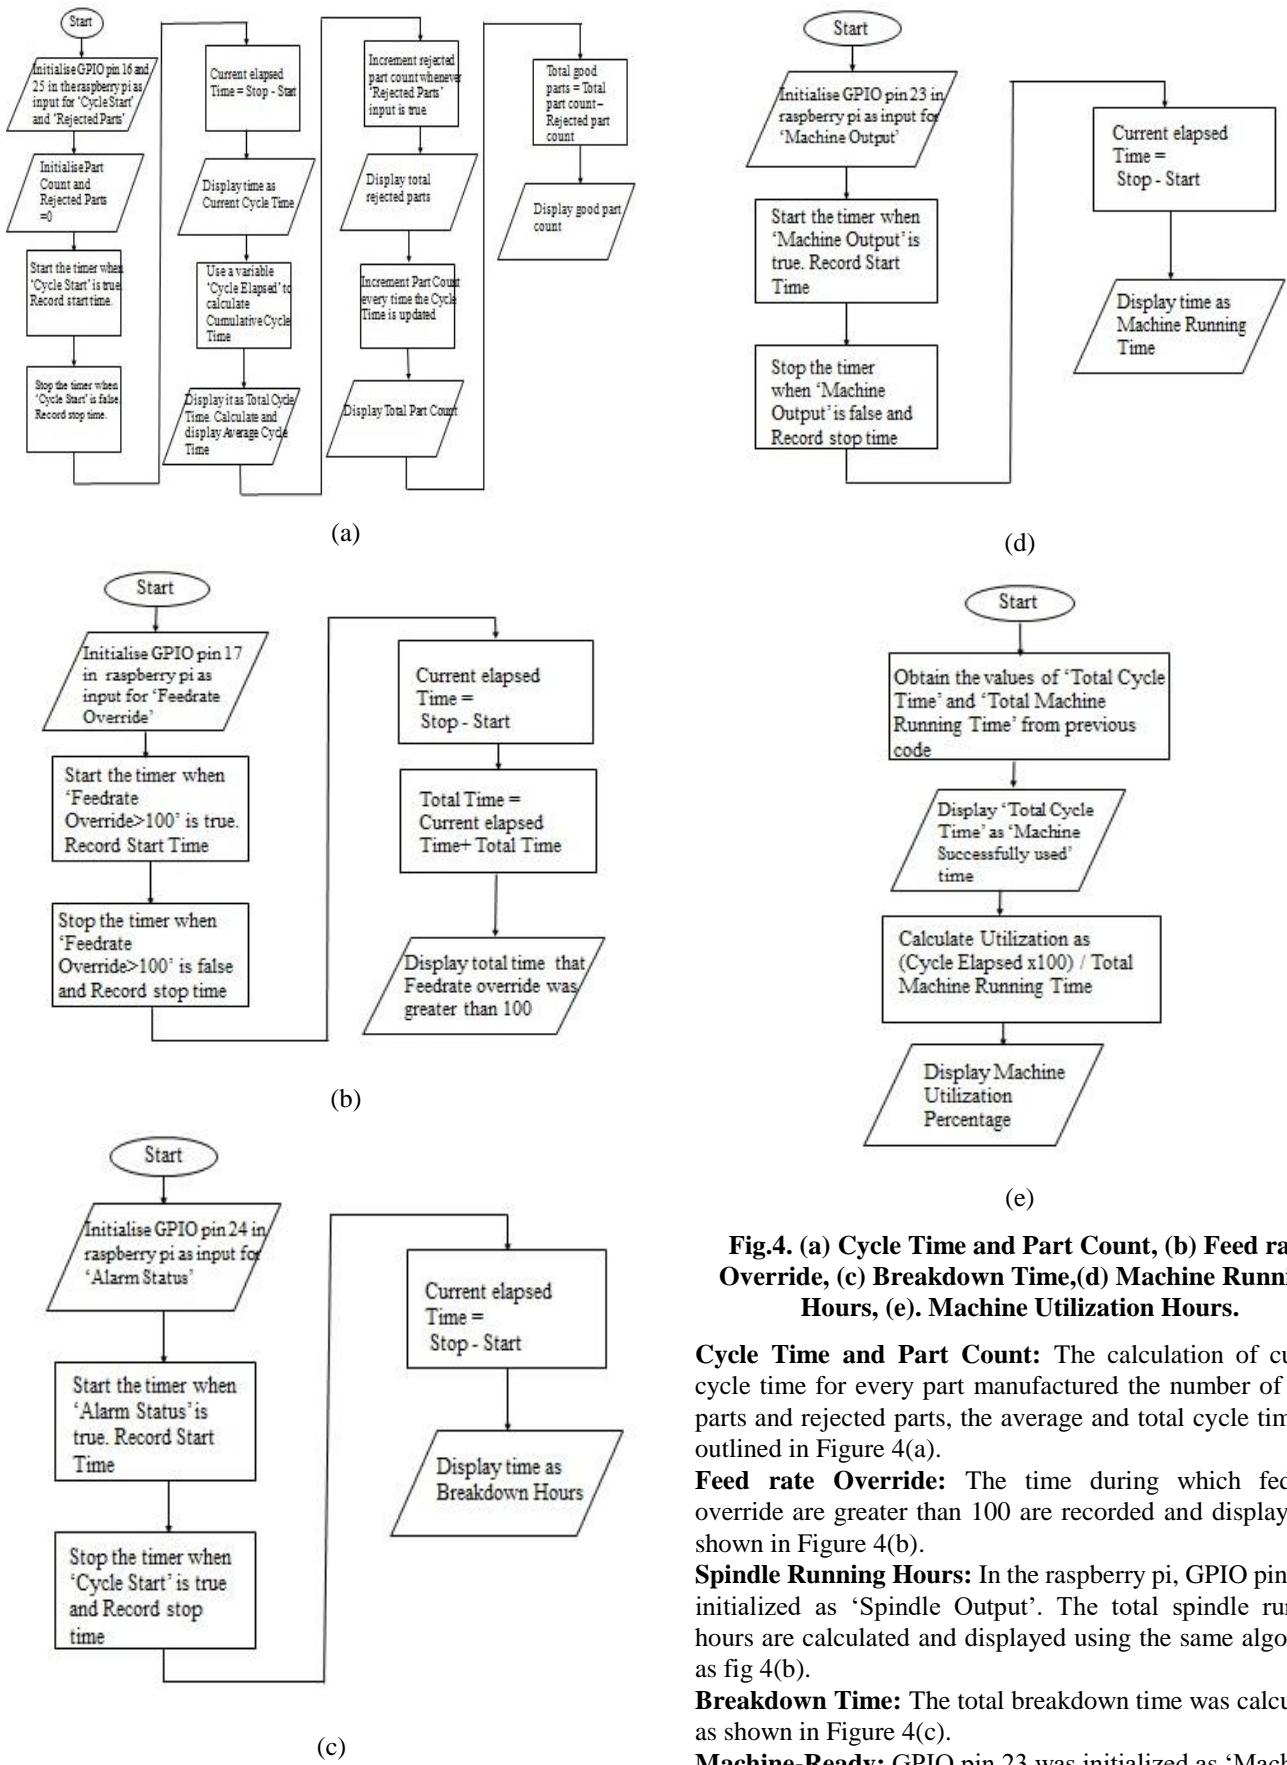 Start
Initialise GPIO pin 16 and
25 in the raspberry pi as
input for ‘Cycle Start’
and ‘Rejected Parts’
Initialise Part
Count and
Rejected Parts
=0
Start the timer when
‘Cycle Start’ is true.
Record start time.
Stop the timer when
‘Cycle Start’ is false.
Record stop time.
Current elapsed
Time = Stop - Start
Display time as
Current Cycle Time
Use a variable
‘Cycle Elapsed’ to
calculate
Cumulative Cycle
Time
Display it as Total Cycle
Time. Calculate and
display Average Cycle
Time
Increment rejected
part count whenever
‘Rejected Parts’
input is true.
Display total
rejected parts
Increment Part Count
every time the Cycle
Time is updated
Display Total Part Count
Total good
parts = Total
part count –
Rejected part
count
Display good part
count
(a)
Start
Initialise GPIO pin 17
in raspberry pi as
input for ‘Feedrate
Override’
Start the timer when
‘Feedrate
Override>100’ is true.
Record Start Time
Stop the timer when
‘Feedrate
Override>100’ is false
and Record stop time
Current elapsed
Time =
Stop - Start
Total Time =
Current elapsed
Time+ Total Time
Display total time that
Feedrate override was
greater than 100
(b)
Start
Initialise GPIO pin 24 in
raspberry pi as input for
‘Alarm Status’
Start the timer when
‘Alarm Status’ is
true. Record Start
Time
Stop the timer when
‘Cycle Start’ is true
and Record stop
time
Current elapsed
Time =
Stop - Start
Display time as
Breakdown Hours
(c)
Start
Initialise GPIO pin 23 in
raspberry pi as input for
‘Machine Output’
Start the timer when
‘Machine Output’ is
true. Record Start
Time
Stop the timer
when ‘Machine
Output’ is false and
Record stop time
Current elapsed
Time =
Stop - Start
Display time as
Machine Running
Time
(d)
Start
Obtain the values of ‘Total Cycle
Time’ and ‘Total Machine
Running Time’ from previous
code
Display ‘Total Cycle
Time’ as ‘Machine
Successfully used’
time
Calculate Utilization as
(Cycle Elapsed x100) / Total
Machine Running Time
Display Machine
Utilization
Percentage
(e)
Fig.4. (a) Cycle Time and Part Count, (b) Feed ra
Override, (c) Breakdown Time,(d) Machine Runni
Hours, (e). Machine Utilization Hours.
Cycle Time and Part Count: The calculation of cu
cycle time for every part manufactured the number of
parts and rejected parts, the average and total cycle tim
outlined in Figure 4(a).
Feed rate Override: The time during which fed
override are greater than 100 are recorded and display
shown in Figure 4(b).
Spindle Running Hours: In the raspberry pi, GPIO pin
initialized as ‘Spindle Output’. The total spindle ru
hours are calculated and displayed using the same algo
as fig 4(b).
Breakdown Time: The total breakdown time was calcu
as shown in Figure 4(c).
Machine-Ready: GPIO pin 23 was initialized as ‘Mach